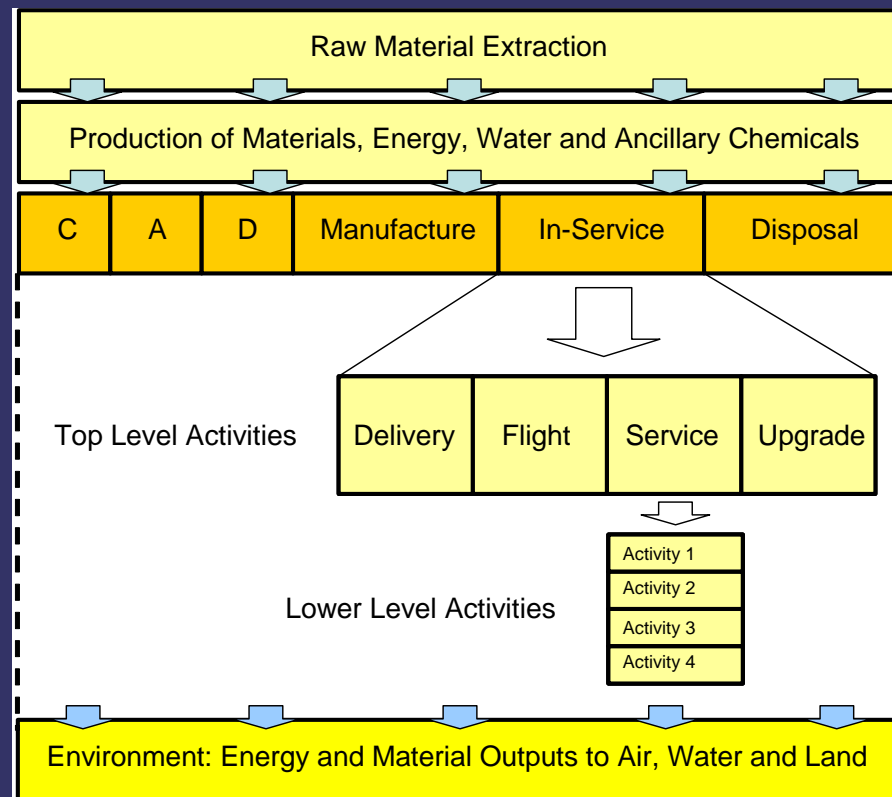 Raw Material Extraction
Production of Materials, Energy, Water and Ancillary Chemicals
C A D Manufacture In-Service Disposal
Top Level Activities
Delivery Flight Service Upgrade
Activity 1
Activity 2
Lower Level Activities
Activity 3
Activity 4
Environment: Energy and Material Outputs to Air, Water and Land